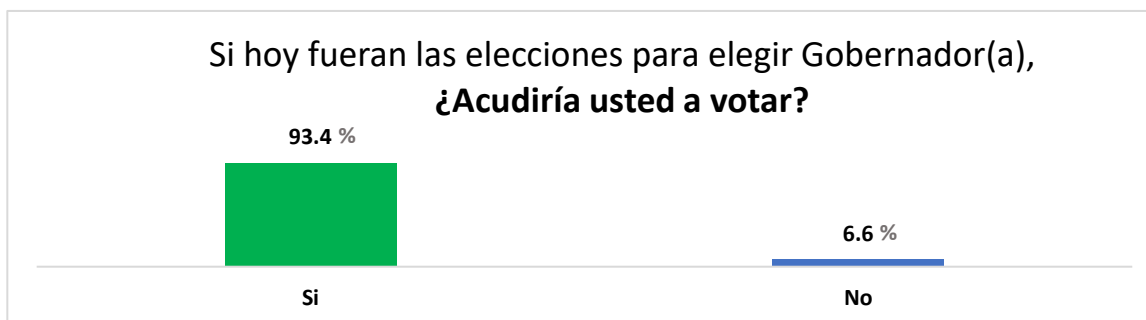 Si hoy fueran las elecciones para elegir Gobernador(a),
¿Acudiría usted a votar?
93.4 %
6.6 %
Si
No